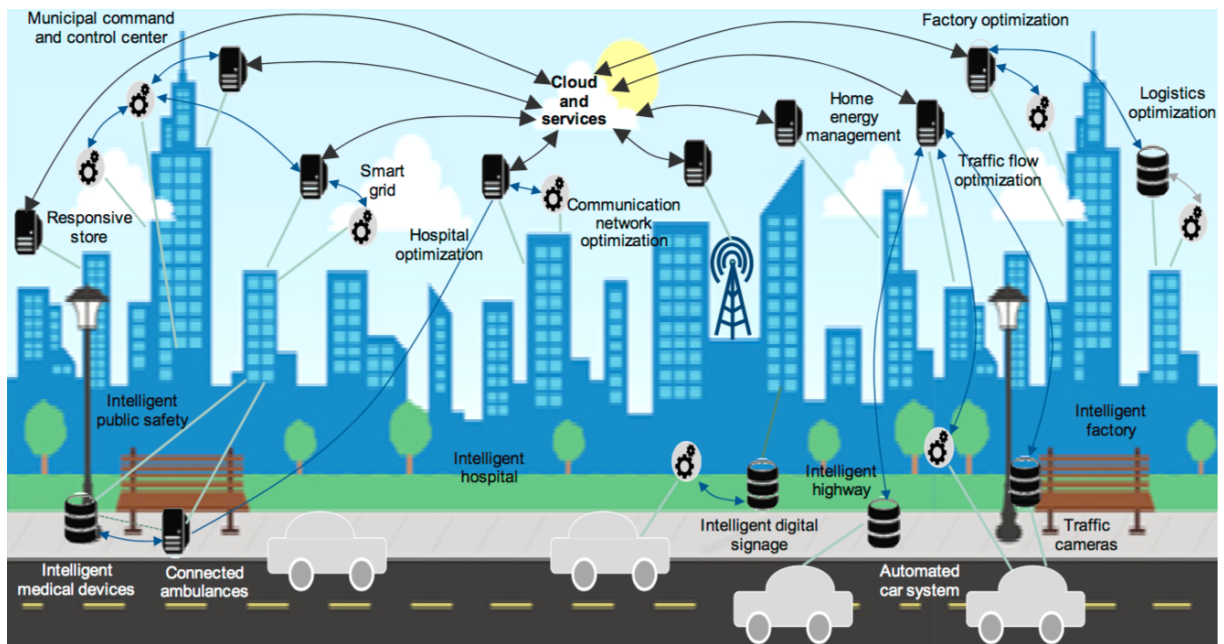 Municipal command
and control center
Factory optimization
Cloud and
services
Home
energy
management
Logistics
optimization
Traffic flow
optimization
Smart
grid
Responsive
store
Hospital
optimization
Communication
network
optimization
Intelligent
public safety
Intelligent
hospital
Intelligent
highway
Intelligent
factory
Intelligent digital
signage
Traffic
cameras
Intelligent
medical devices
Connected
ambulances
Automated
car system